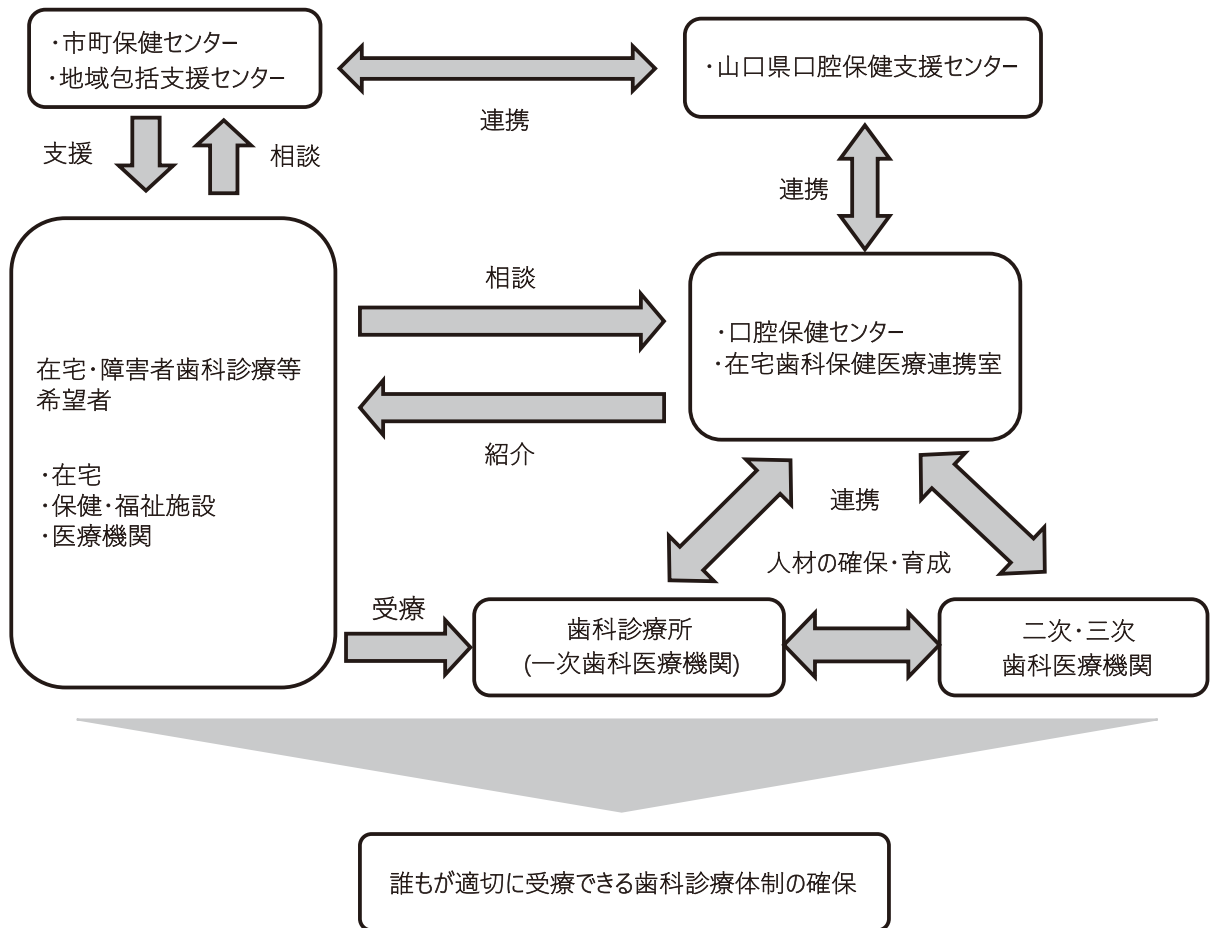 ・市町保健センター
・地域包括支援センター
・山口県口腔保健支援センター
連携
支援
相談
連携
相談
・口腔保健センター
・在宅歯科保健医療連携室
在宅・障害者歯科診療等
希望者
・在宅
・保健・福祉施設
・医療機関
紹介
連携
人材の確保・育成
受療
歯科診療所
(一次歯科医療機関)
二次・三次
歯科医療機関
誰もが適切に受療できる歯科診療体制の確保